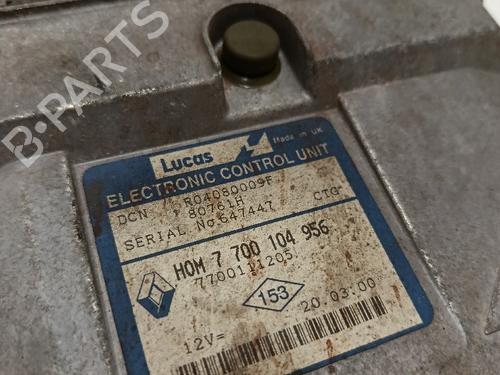 B-PARTS
Lucas
Made in UK
ELECTRONIC CONTROL UNIT
R04080009F
DCN 80761H
SERIAL No 647447 CTG
HOM 7 700 104 956
7700111205
153
12V= 20.03.00